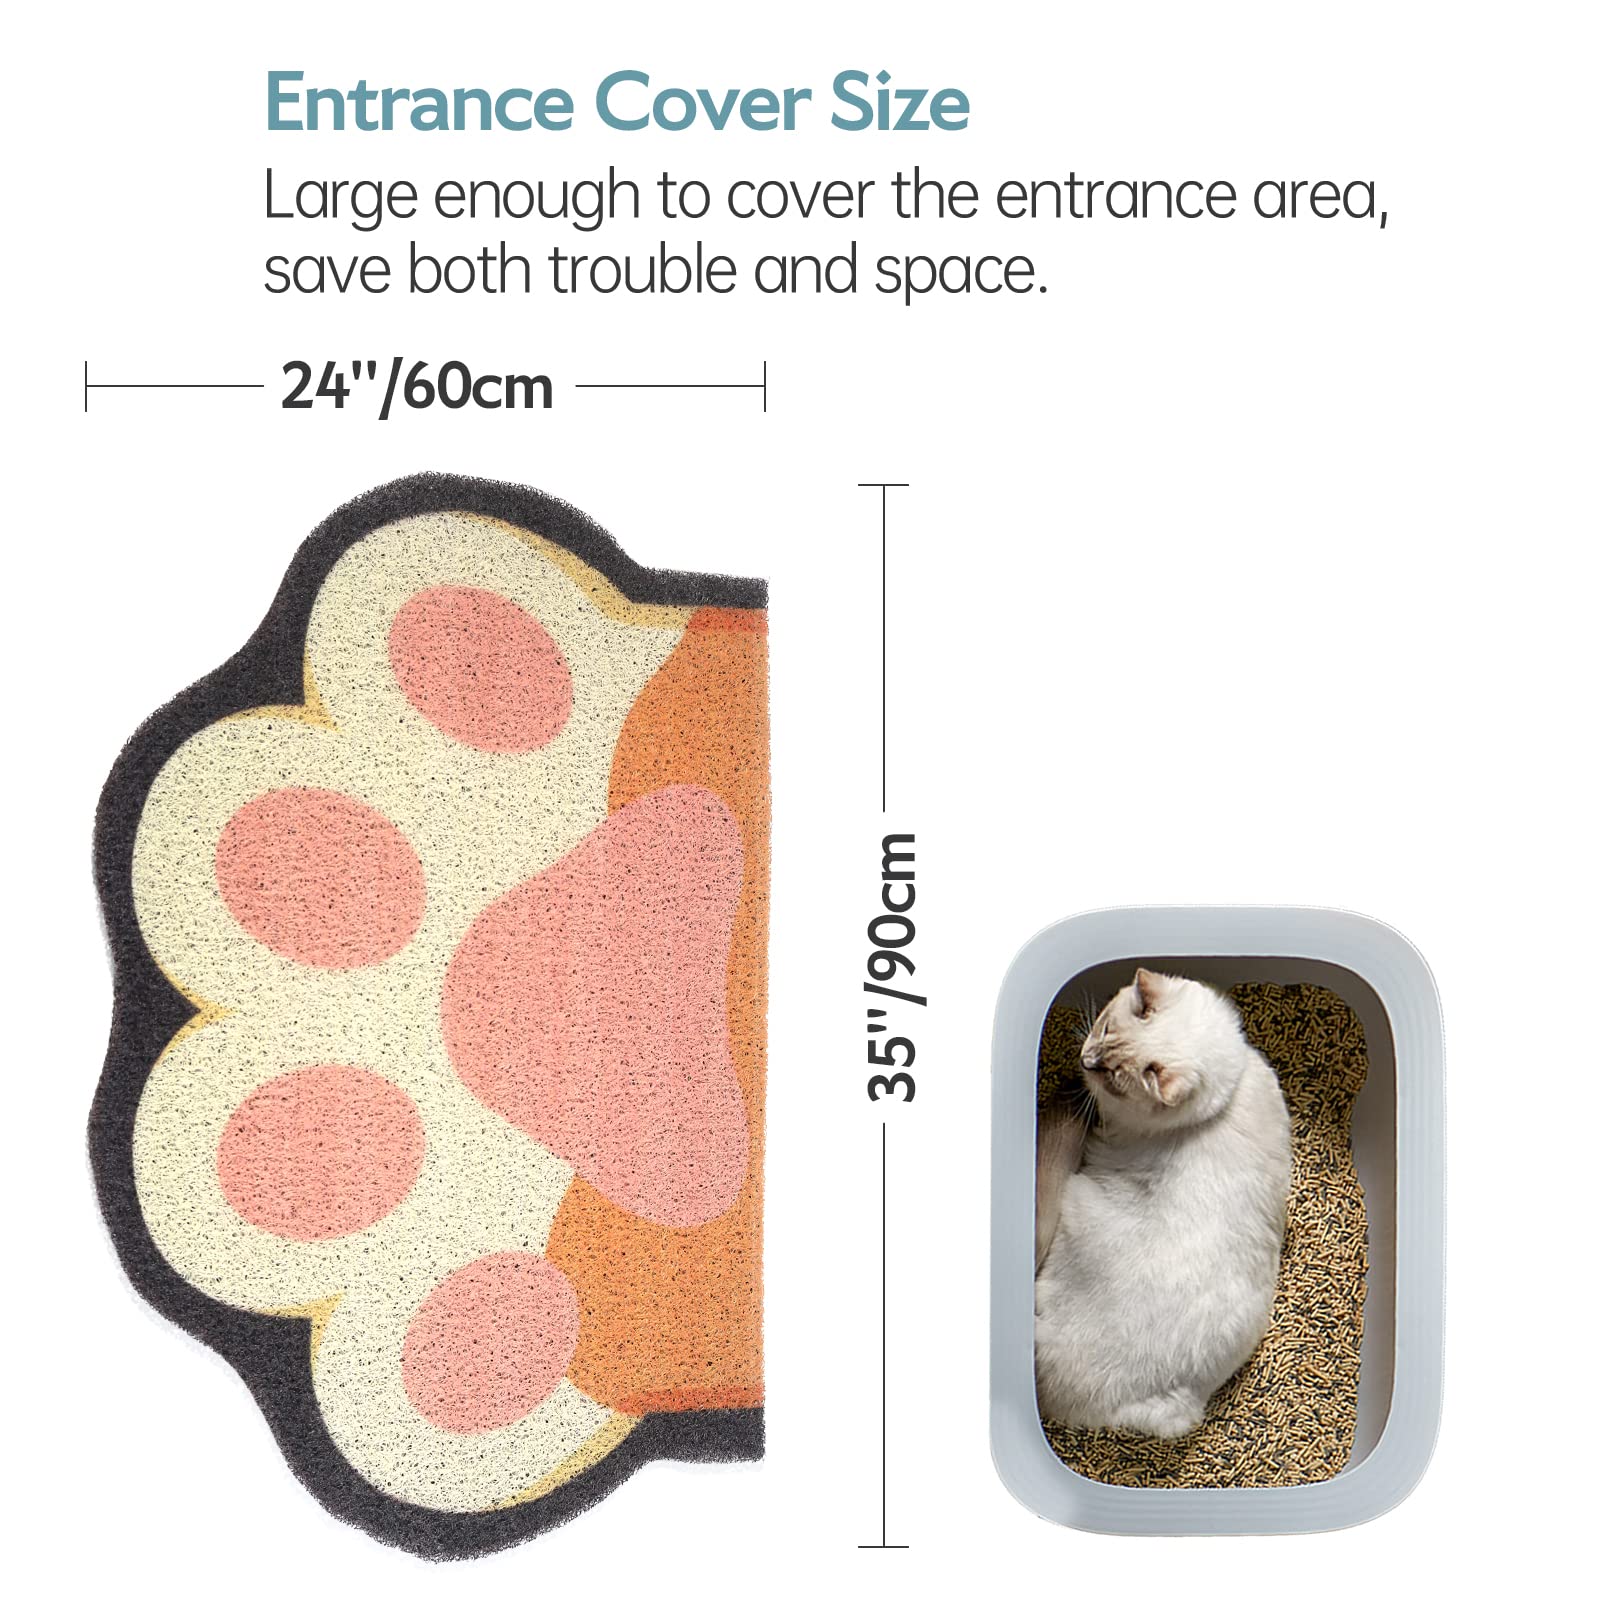 Entrance Cover Size
Large enough to cover the entrance area,
save both trouble and space.
24"/60cm
35"/90cm